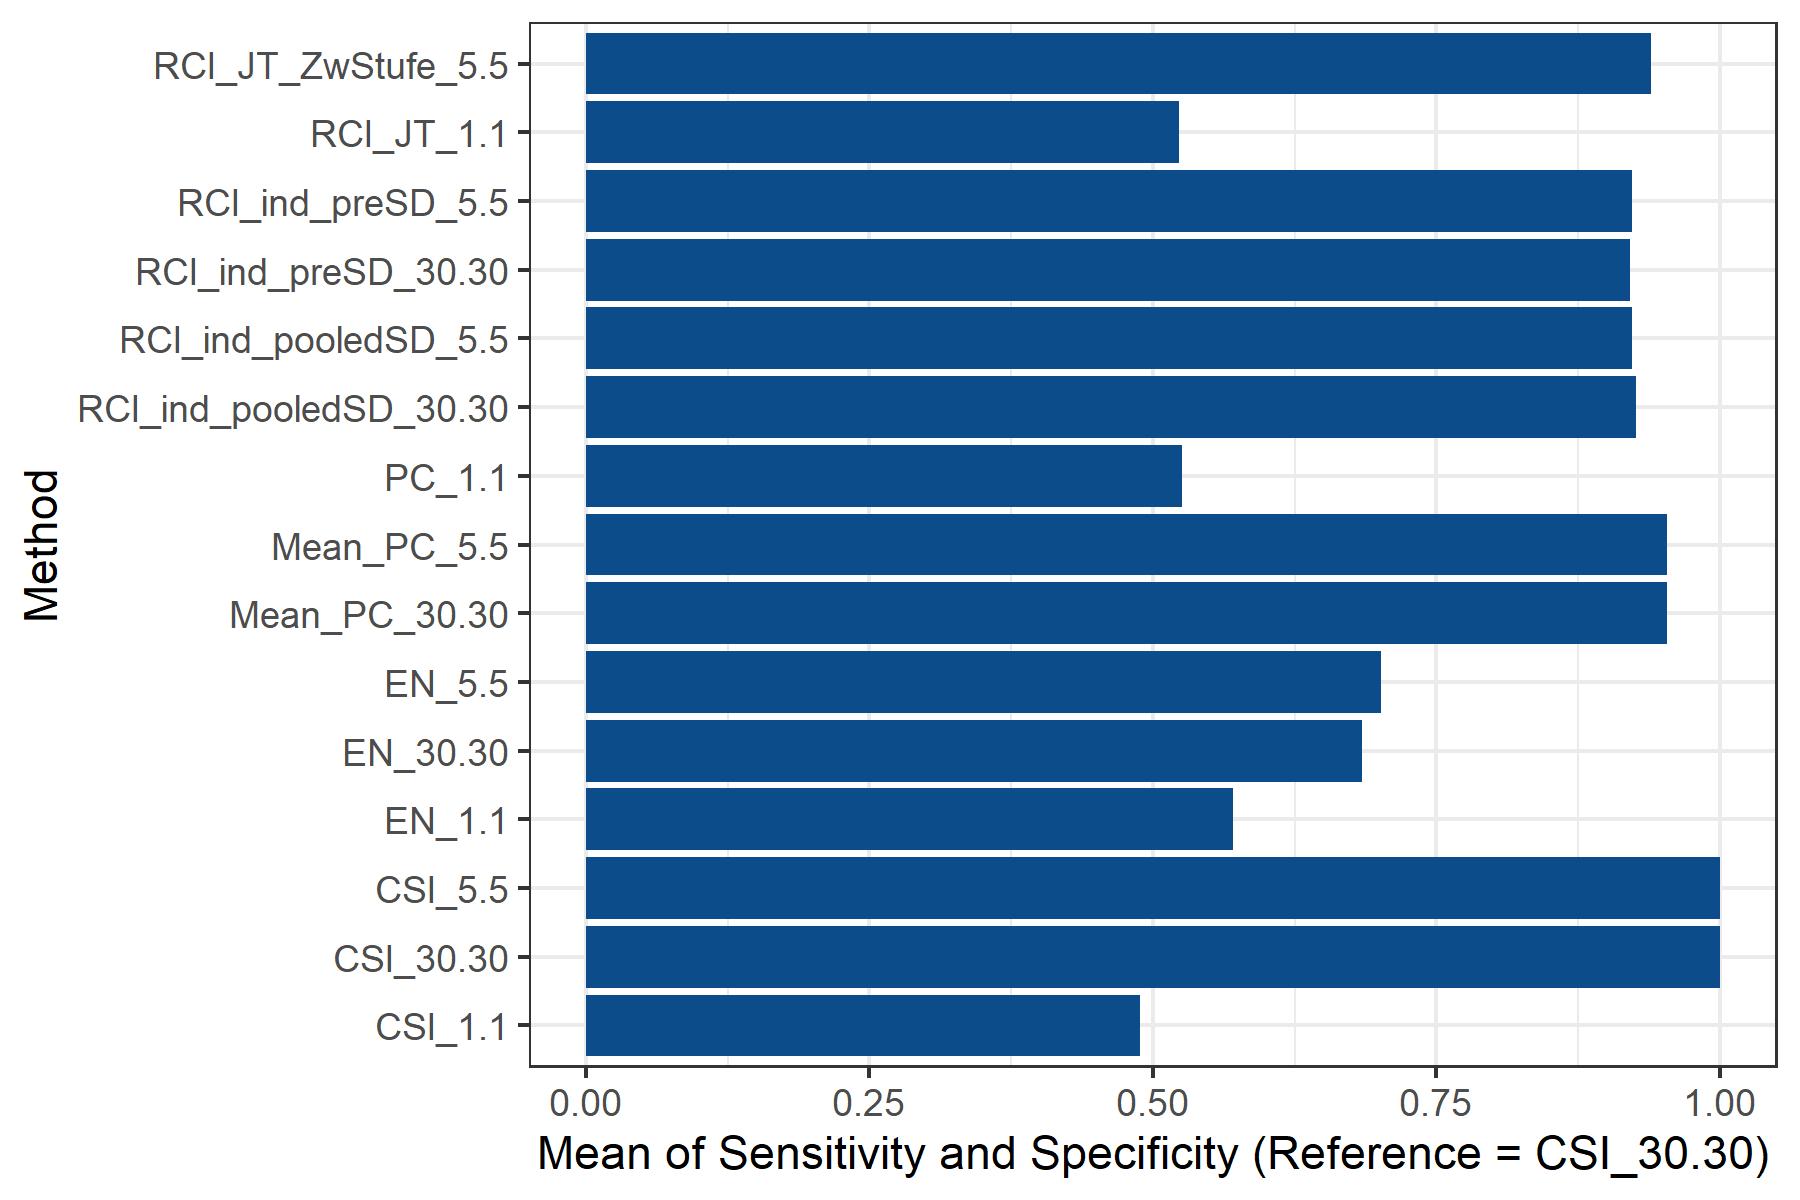 RCI_JT_ZwStufe_5.5
RCI_JT_1.1
RCI_ind_preSD_5.5
RCI_ind_preSD_30.30
RCI_ind_pooledSD_5.5
RCI_ind_pooledSD_30.30
PC_1.1
Mean_PC_5.5
Mean_PC_30.30
EN_5.5
EN_30.30
EN_1.1
CSI_5.5
CSI_30.30
CSI_1.1
Method
0.00 0.25 0.50 0.75 1.00
Mean of Sensitivity and Specificity (Reference = CSI_30.30)